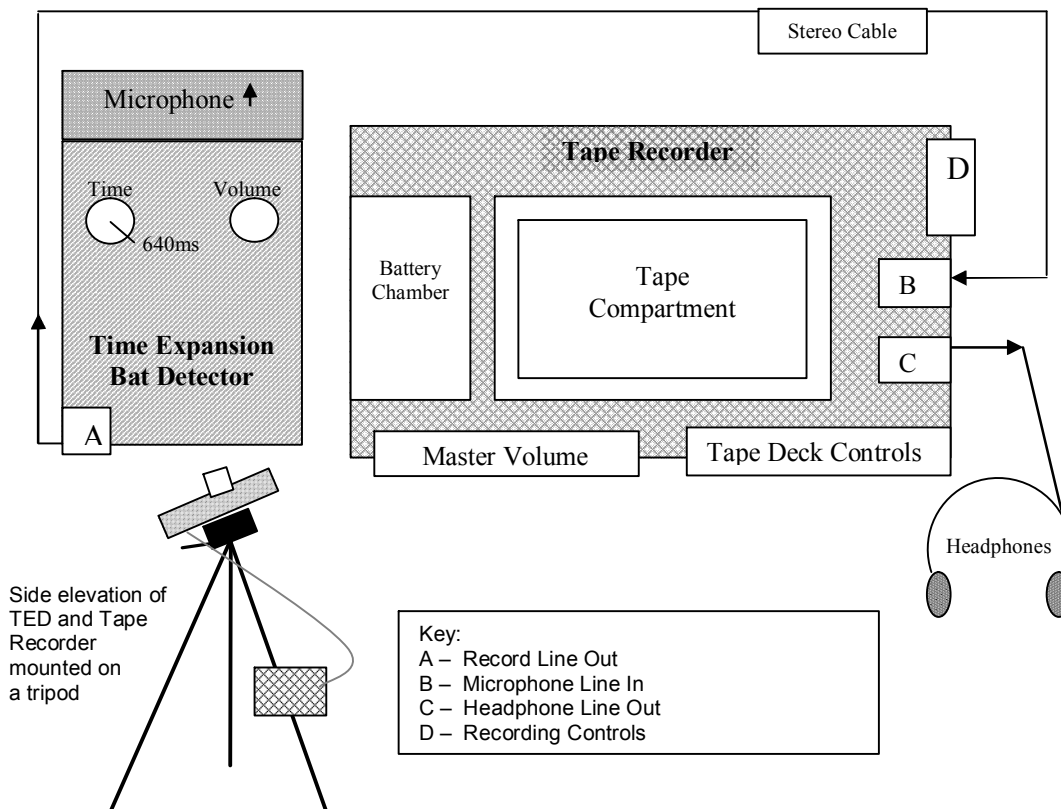 Stereo Cable
Microphone
Time
Volume
640ms
Time Expansion
Bat Detector
A
Tape Recorder
D
Battery
Chamber
Tape
Compartment
B
C
Master Volume
Tape Deck Controls
Headphones
Side elevation of
TED and Tape
Recorder
mounted on
a tripod
Key:
A – Record Line Out
B – Microphone Line In
C – Headphone Line Out
D – Recording Controls